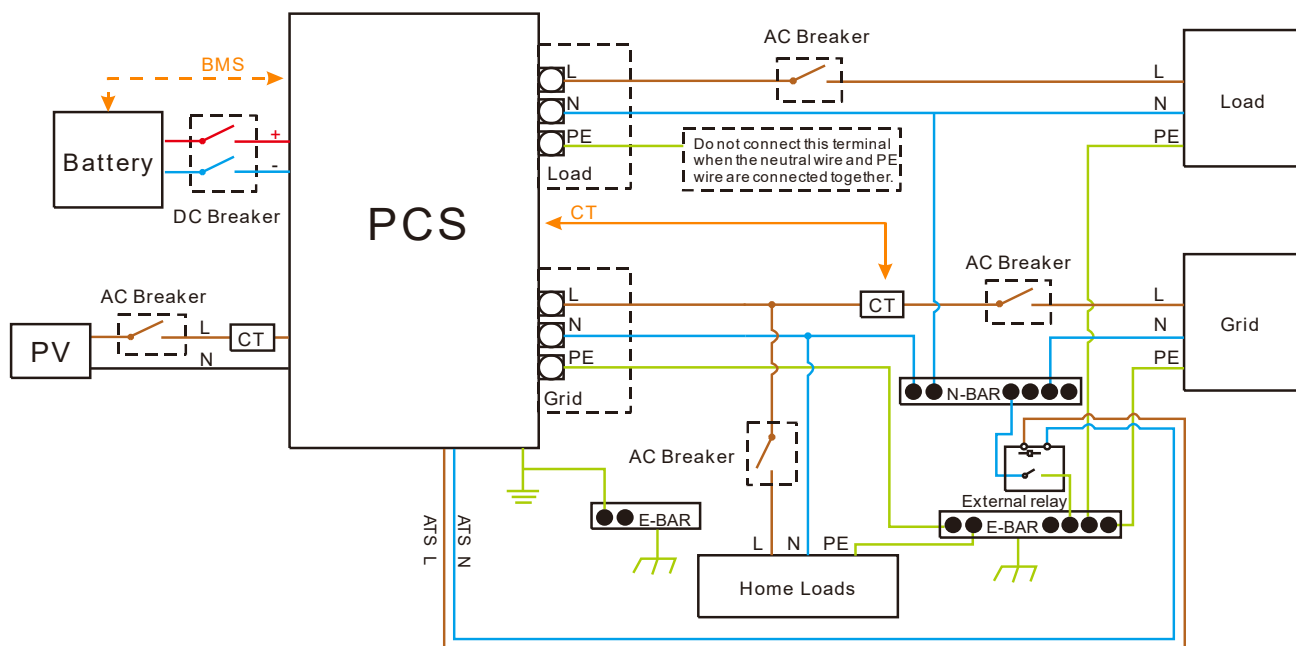 BMS
Battery
+
-
DC Breaker
AC Breaker
PV
L
N
CT
PCS
L
N
PE
Load
AC Breaker
L
N
PE
Load
Do not connect this terminal
when the neutral wire and PE
wire are connected together.
CT
L
N
PE
Grid
CT
AC Breaker
L
N
PE
Grid
N-BAR
AC Breaker
External relay
E-BAR
E-BAR
ATS L
ATS N
L
N
PE
Home Loads